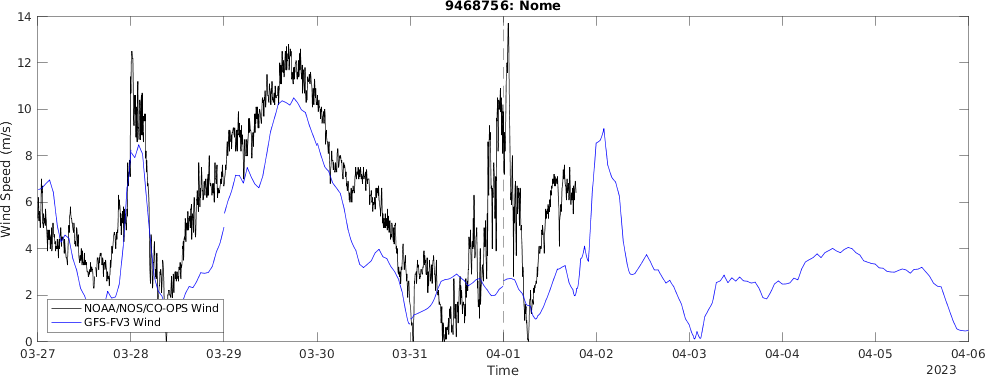 9468756: Nome
14
12
10
8
6
4
2
0
Wind Speed (m/s)
NOAA/NOS/CO-OPS Wind
GFS-FV3 Wind
03-27 03-28 03-29 03-30 03-31 04-01 04-02 04-03 04-04 04-05 04-06
Time
2023